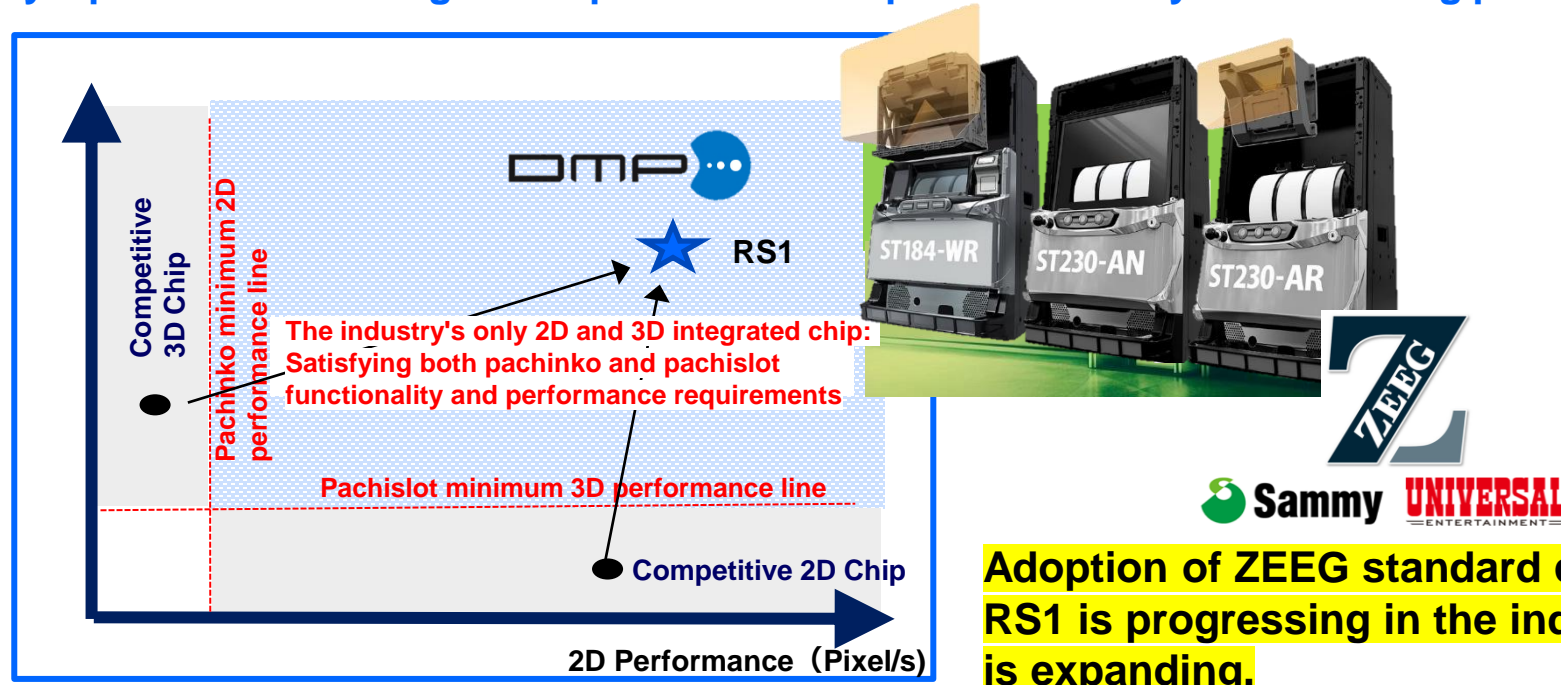 DMP
RS1
Competitive
3D Chip
Pachinko minimum 2D
performance line
The industry's only 2D and 3D integrated chip:
Satisfying both pachinko and pachislot
functionality and performance requirements
Pachislot minimum 3D performance line
Competitive 2D Chip
2D Performance（Pixel/s)
ST184-WR
ST230-AN
ST230-AR
Z
ZEEG
Sammy
UNIVERSAL
ENTERTAINMENT
Adoption of ZEEG standard
RS1 is progressing in the
is expanding.